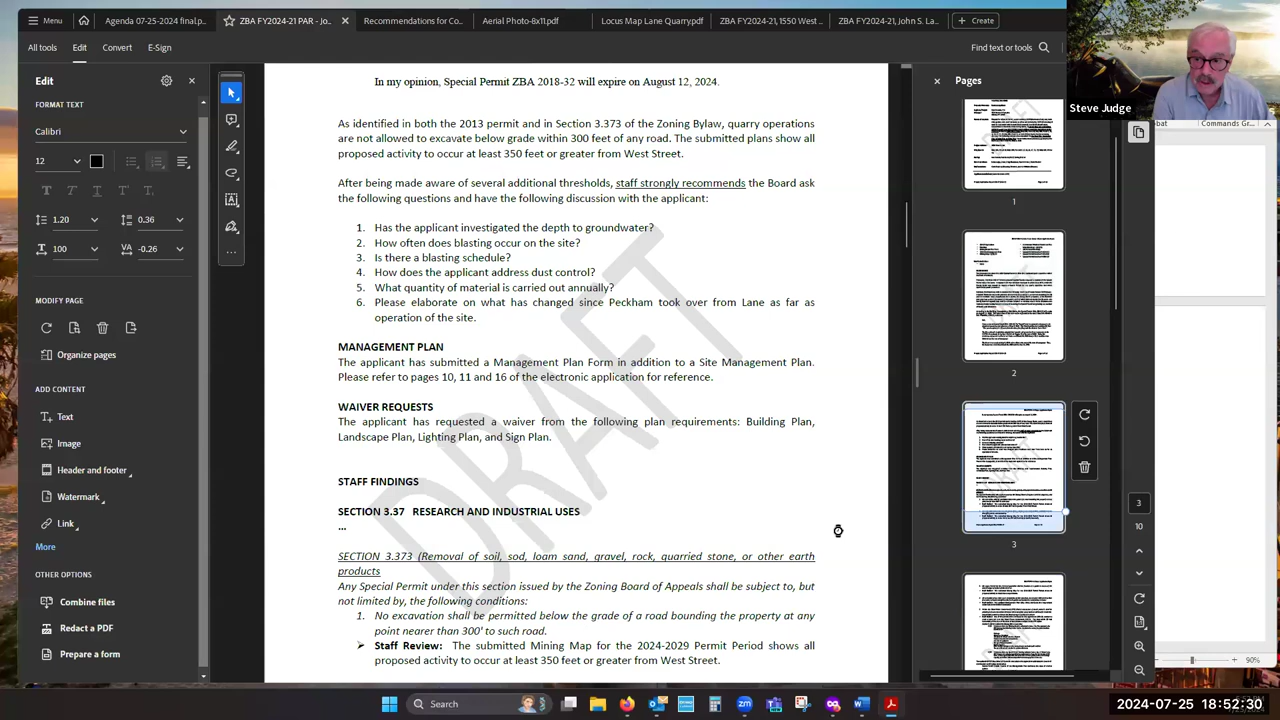 Menu
Agenda 07-25-2024 final.p...
ZBA FY2024-21 PAR - Jo...
Application for Comple...
Aerial Photo-8x11.pdf
Locus Map Lane Quarry.pdf
ZBA FY2024-21, 1550 West ...
ZBA FY2024-21, John S. La...
Create
All tools
Edit
Convert
E-Sign
Find text or tools
Edit
FORMAT TEXT
Calibri
12
1.20
0.36
100
-0.26
MODIFY PAGE
Organize pages
ADD CONTENT
Text
Image
Header and footer
Watermark
Link
More
OTHER OPTIONS
Combine files
Redact a PDF
Prepare a form
In my opinion, Special Permit ZBA 2018-32 will expire on August 12, 2024.
As identified in both the 2013 permit and in Section 3.373 of the Zoning Bylaw, quarry operations
are not allowed to excavate below grade within 300 feet of any road. The submitted plans show all
proposed activity to occur at least 350 feet or greater from West Street.
After being made aware of several additional thresholds, staff strongly recommends the Board ask
the following questions and have the following discussion with the applicant:
1. Has the applicant investigated the depth to groundwater?
2. How often does blasting occur on the site?
3. Is there a blasting schedule?
4. How does the applicant address dust control?
5. What quantity of material is carried our annually?
6. Please elaborate on what has changed since Peckham took over from Lane as far as
operation of the site.
MANAGEMENT PLAN
The applicant has submitted a Management Plan Form in addition to a Site Management Plan.
Please refer to pages 10, 11 and 16 of the electronic application for reference.
WAIVER REQUESTS
The applicant has requested a waiver from the following plan requirements: Building Plan,
Landscape Plan, Lighting Plan, and Sign Plan.
STAFF FINDINGS
SECTION 3.37 RESEARCH AND INDUSTRIAL USES
...
SECTION 3.373 (Removal of soil, sod, loam sand, gravel, rock, quarried stone, or other earth
products
Any Special Permit under this section issued by the Zoning Board of Appeals shall be subject to, but
not limited by, the following conditions:
1. No removal shall be permitted below the grade of a road bounding the property at any
point nearer than 300' to such road.
➢ Staff Review: This submitted Mining Map for the 2024-2029 Permit Period shows all
proposed activity to occur at least 350 feet greater from West Street.
DRAFT
Pages
1
2
3
3
10
Steve Judge
Commands Gr...
90%
Search
2024-07-25 18:52:30